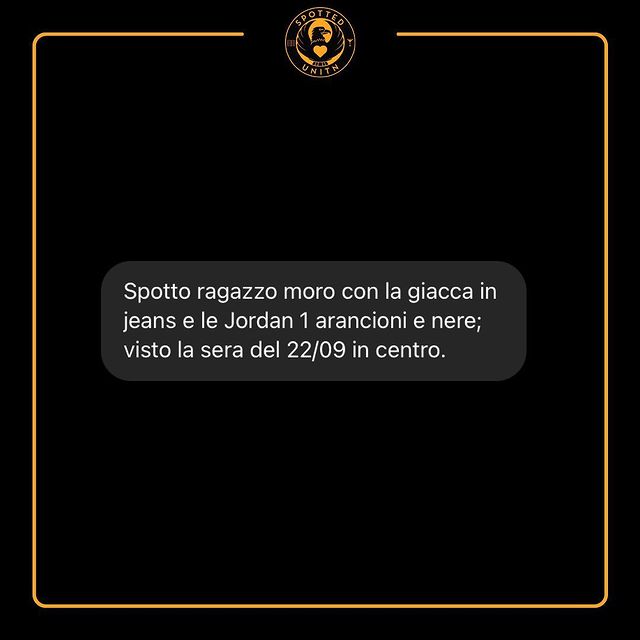 SPOTTED
UNITN
Spotto ragazzo moro con la giacca in
jeans e le Jordan 1 arancioni e nere;
visto la sera del 22/09 in centro.